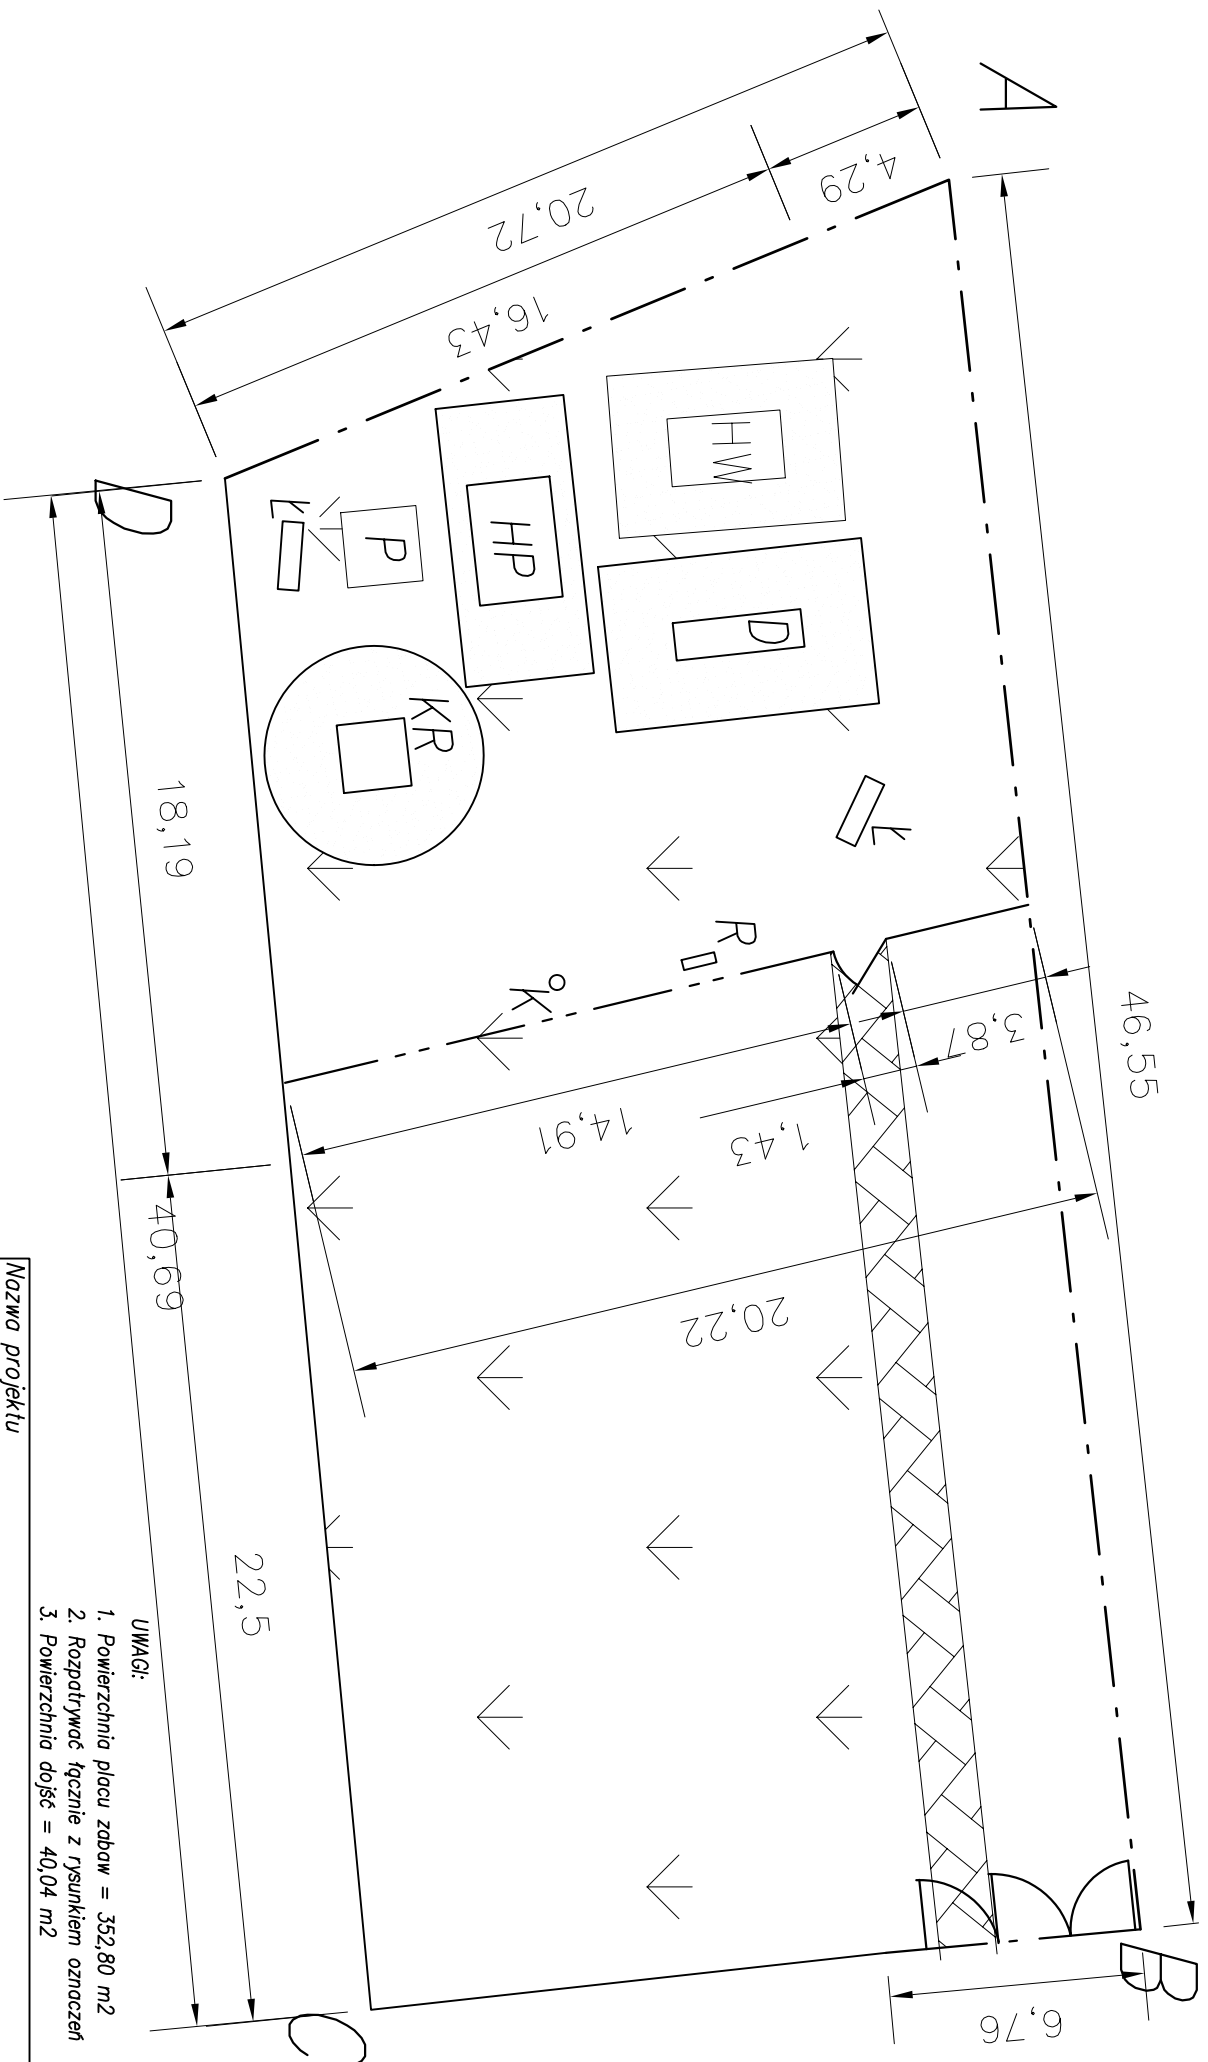 A
B
C
D
46,55
4,29
20,72
16,43
HW
HP
D
P
Ł
KR
Ł
R
K
3,87
1,43
14,91
20,22
18,19
40,69
22,5
6,76
UWAGI:
1. Powierzchnia placu zabaw = 352,80 m2
2. Rozpatrywać łącznie z rysunkiem oznaczeń
3. Powierzchnia dojść = 40,04 m2
Nazwa projektu